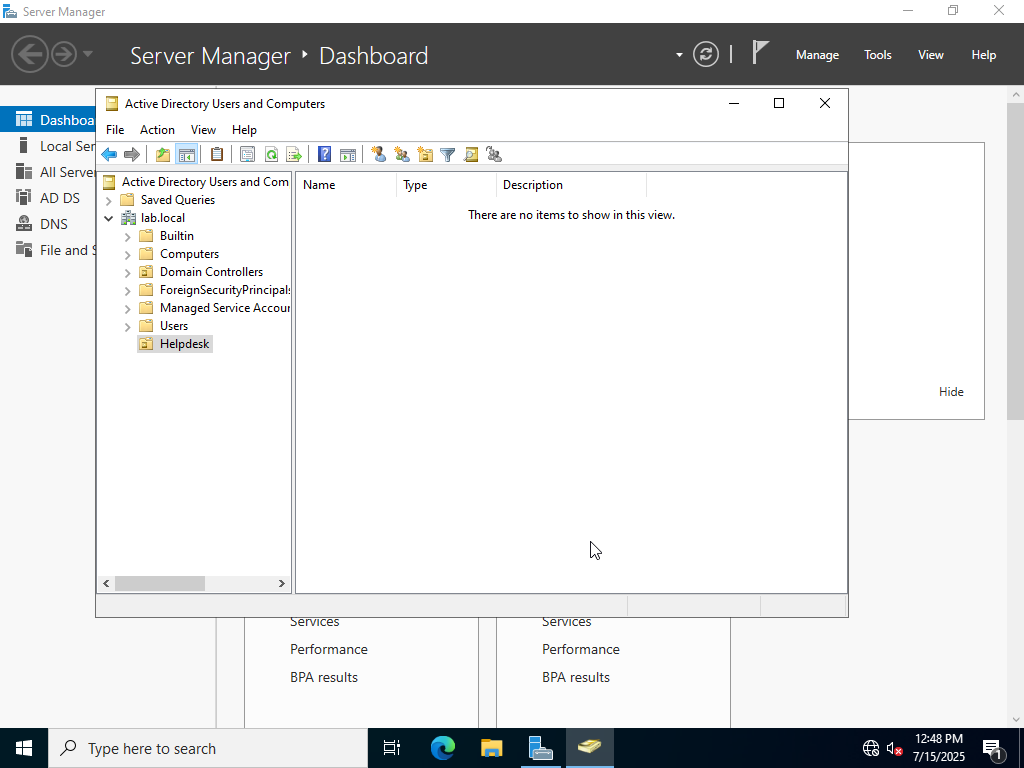 Server Manager
Server Manager • Dashboard
Manage Tools View Help
Dashboa
Local Ser
All Server
AD DS
DNS
File and S
Active Directory Users and Computers
File Action View Help
Active Directory Users and Com
Saved Queries
lab.local
Builtin
Computers
Domain Controllers
ForeignSecurityPrincipals
Managed Service Accour
Users
Helpdesk
Name Type Description
There are no items to show in this view.
Hide
Services Services
Performance Performance
BPA results BPA results
Type here to search
12:48 PM
7/15/2025
1